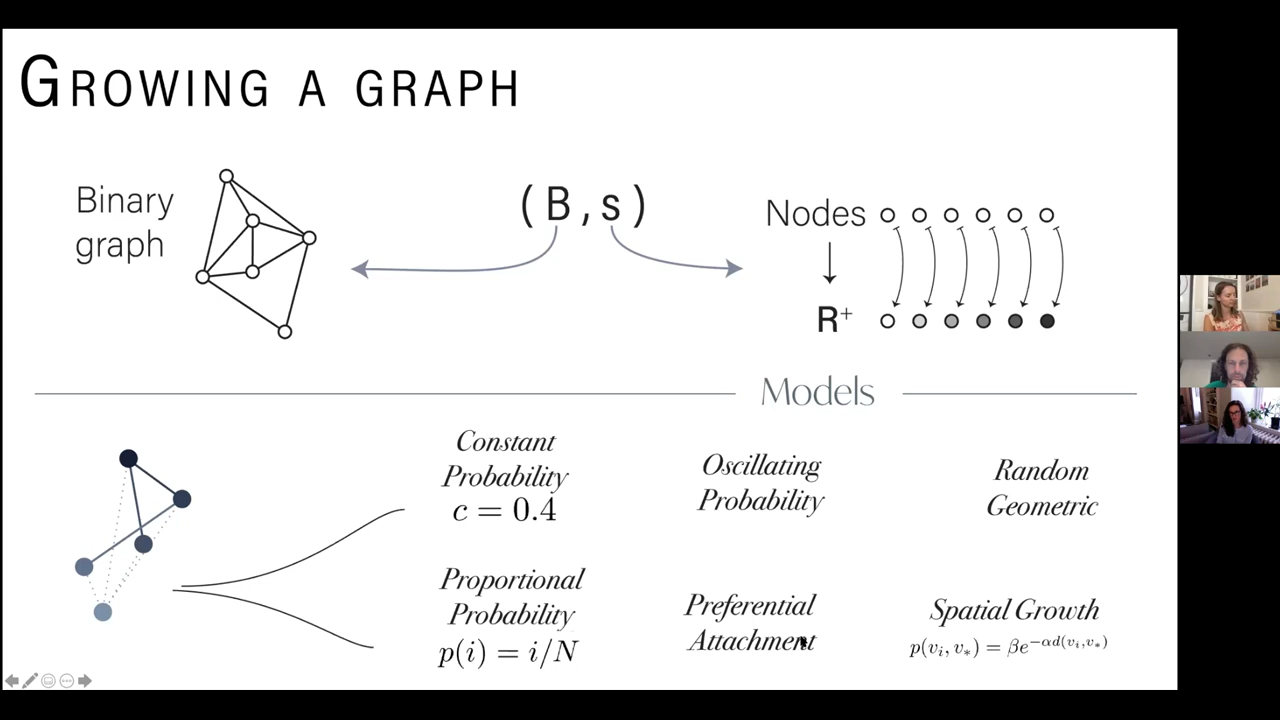 GROWING A GRAPH
Binary
graph
(B,s)
Nodes
R⁺
Models
Constant
Probability
c = 0.4
Oscillating
Probability
Random
Geometric
Proportional
Probability
p(i) = i/N
Preferential
Attachment
Spatial Growth
p(vᵢ, v∗) = βe^{−αd(vᵢ,v∗)}